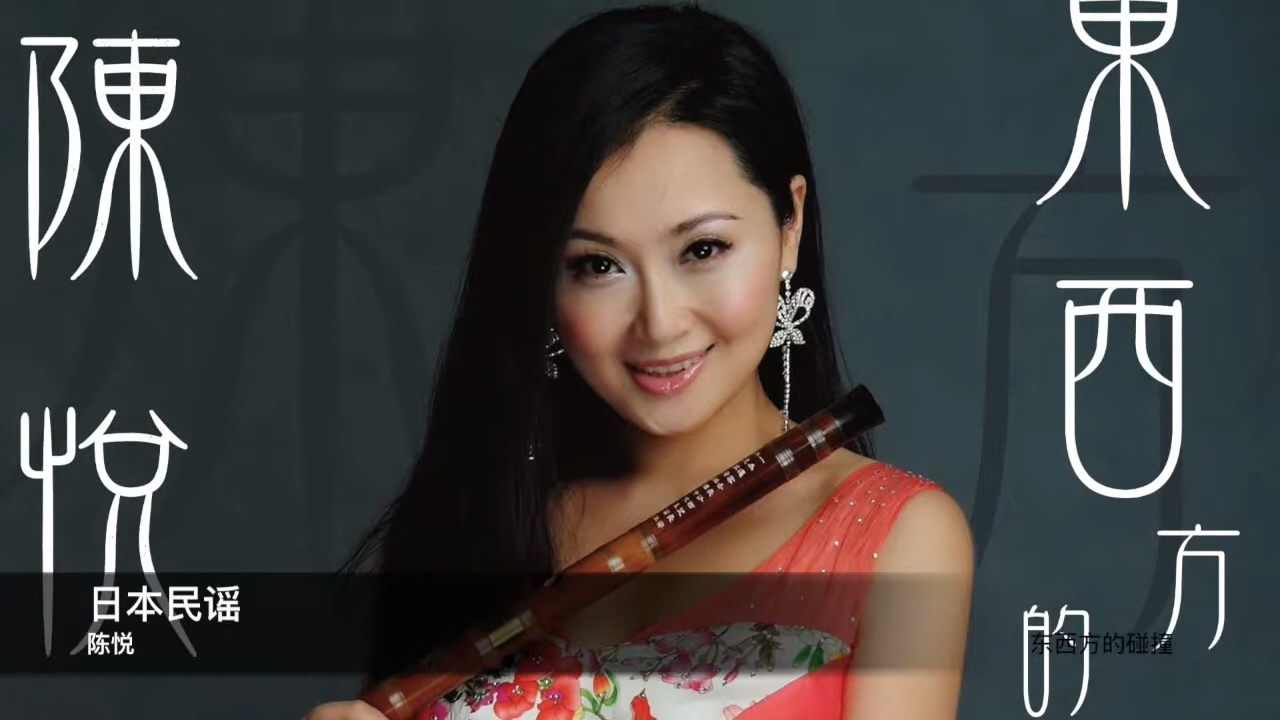 陳
悅
東
西
方
的
日本民谣
陈悦
东西方的碰撞